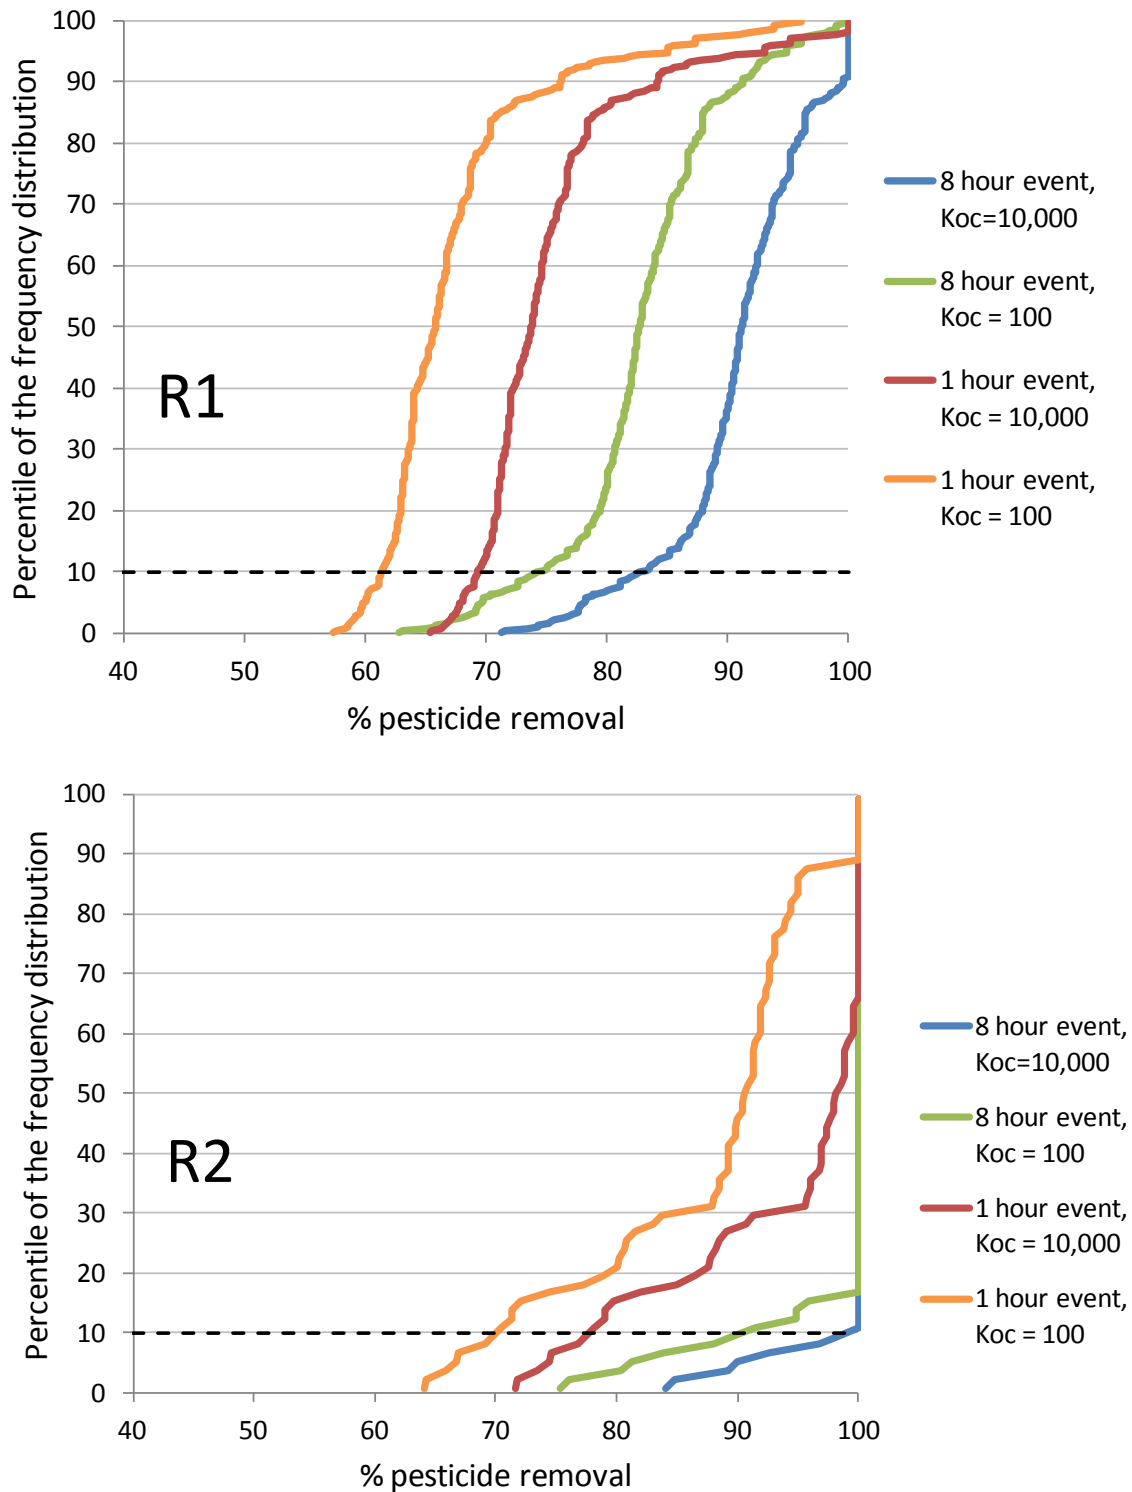 Percentile of the frequency distribution
100
90
80
70
60
50
40
30
20
10
0
R1
40 50 60 70 80 90 100
% pesticide removal
8 hour event,
Koc=10,000
8 hour event,
Koc = 100
1 hour event,
Koc = 10,000
1 hour event,
Koc = 100
Percentile of the frequency distribution
100
90
80
70
60
50
40
30
20
10
0
R2
40 50 60 70 80 90 100
% pesticide removal
8 hour event,
Koc=10,000
8 hour event,
Koc = 100
1 hour event,
Koc = 10,000
1 hour event,
Koc = 100